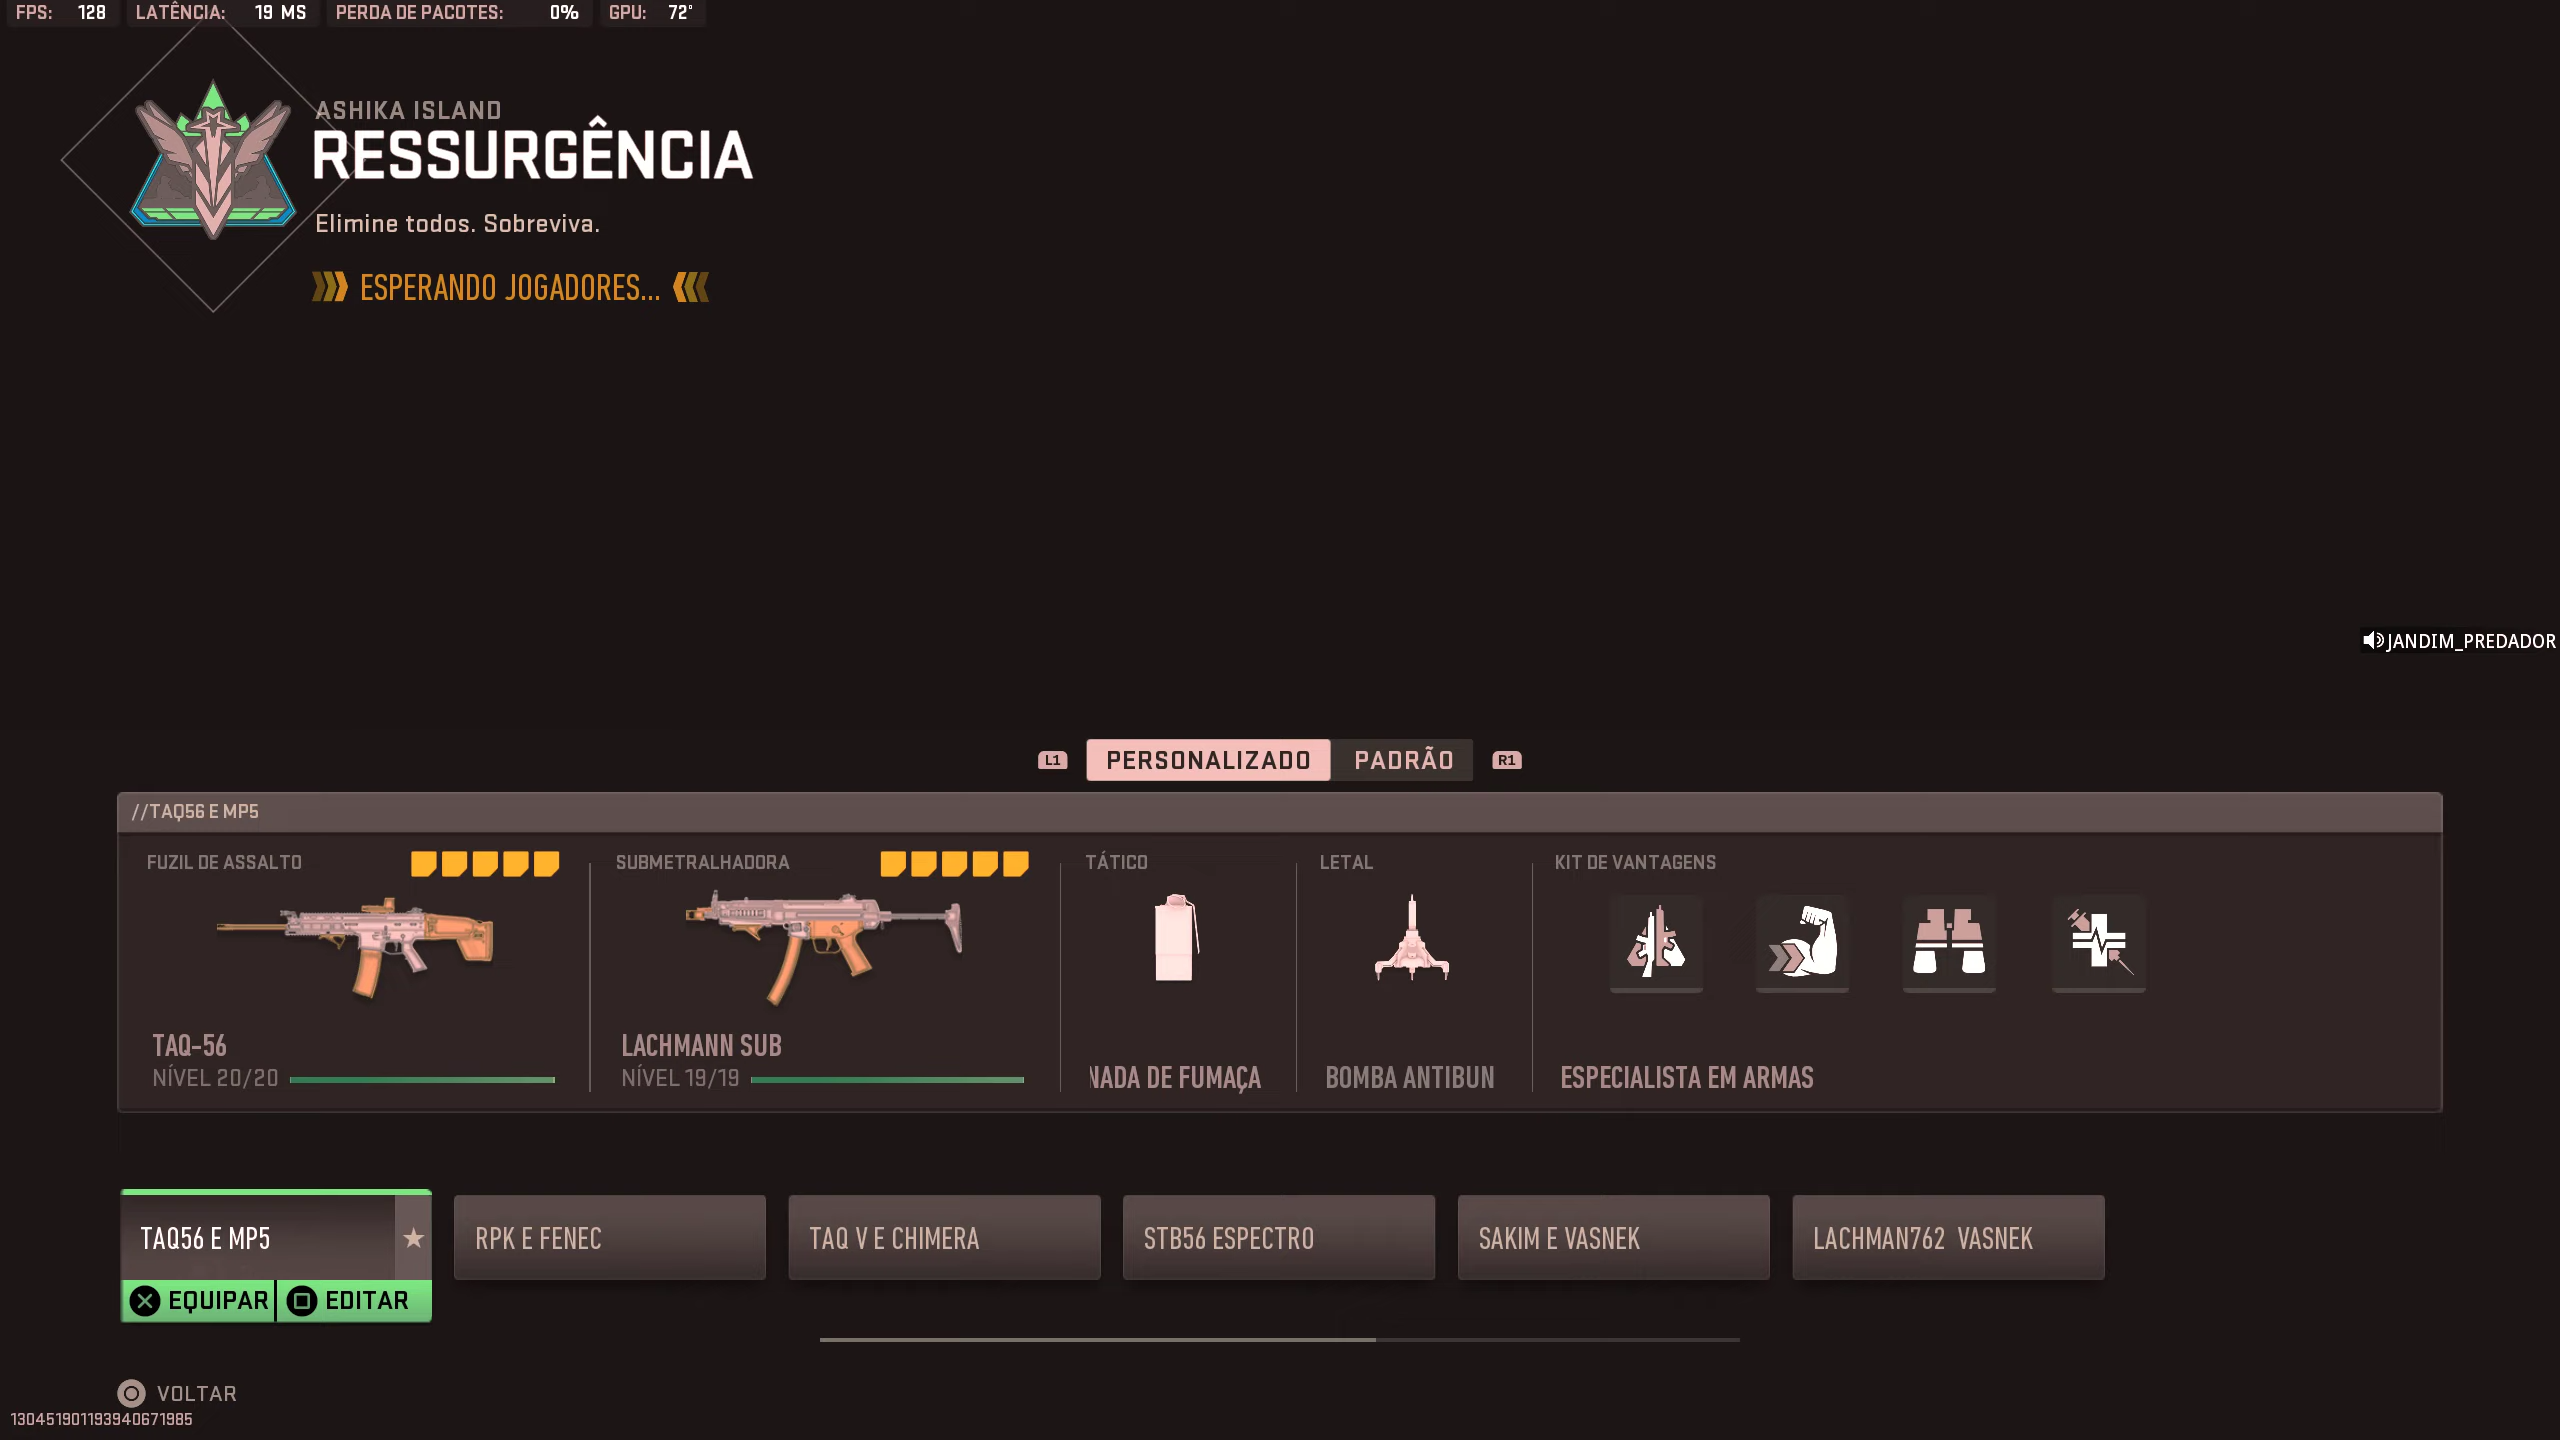 FPS: 128 LATÊNCIA: 19 MS PERDA DE PACOTES: 0% GPU: 72°
ASHIKA ISLAND
RESSURGÊNCIA
Elimine todos. Sobreviva.
ESPERANDO JOGADORES...
JANDIM_PREDADOR
L1 PERSONALIZADO PADRÃO R1
//TAQ56 E MP5
FUZIL DE ASSALTO SUBMETRALHADORA TÁTICO LETAL KIT DE VANTAGENS
TAQ-56 LACHMANN SUB
NÍVEL 20/20 NÍVEL 19/19 NADA DE FUMAÇA BOMBA ANTIBUN ESPECIALISTA EM ARMAS
TAQ56 E MP5 RPK E FENEC TAQ V E CHIMERA STB56 ESPECTRO SAKIM E VASNEK LACHMAN762 VASNEK
EQUIPAR EDITAR
VOLTAR
13045190119394067​1985